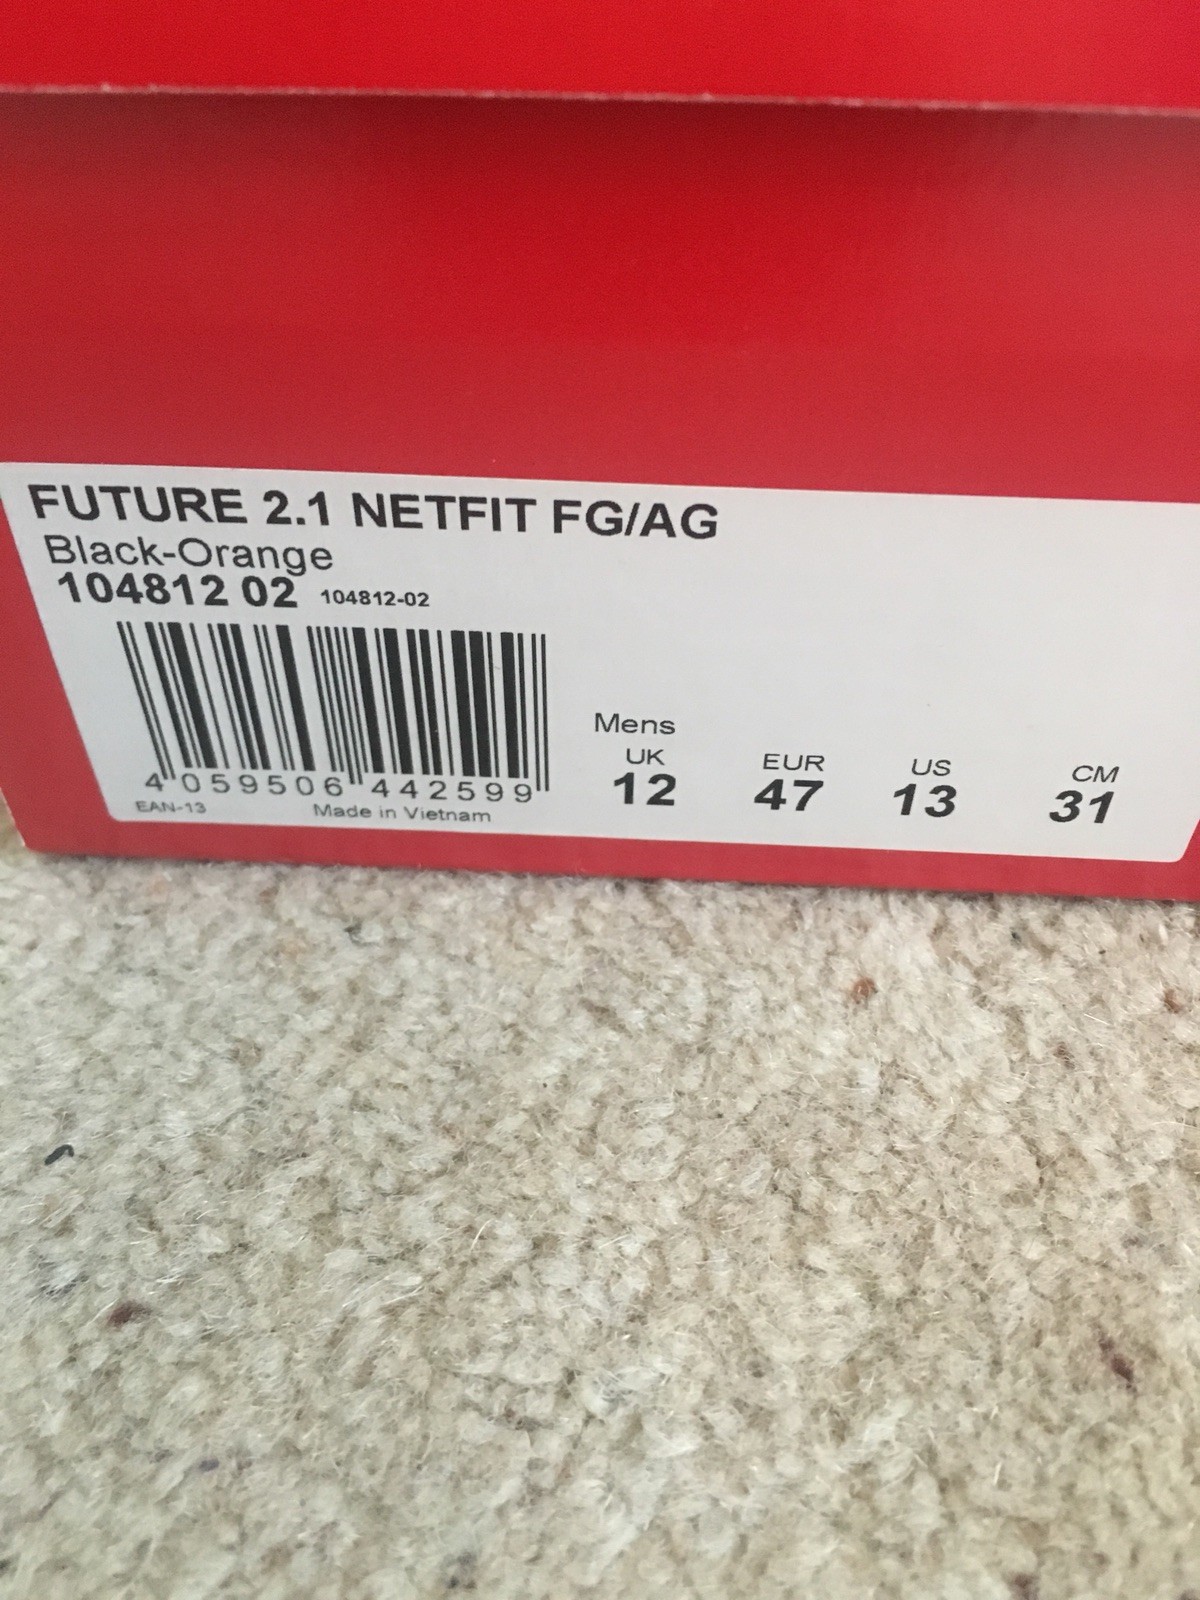 FUTURE 2.1 NETFIT FG/AG
Black-Orange
104812 02 104812-02
4 059506 442599
EAN-13 Made in Vietnam
Mens
UK EUR US CM
12 47 13 31